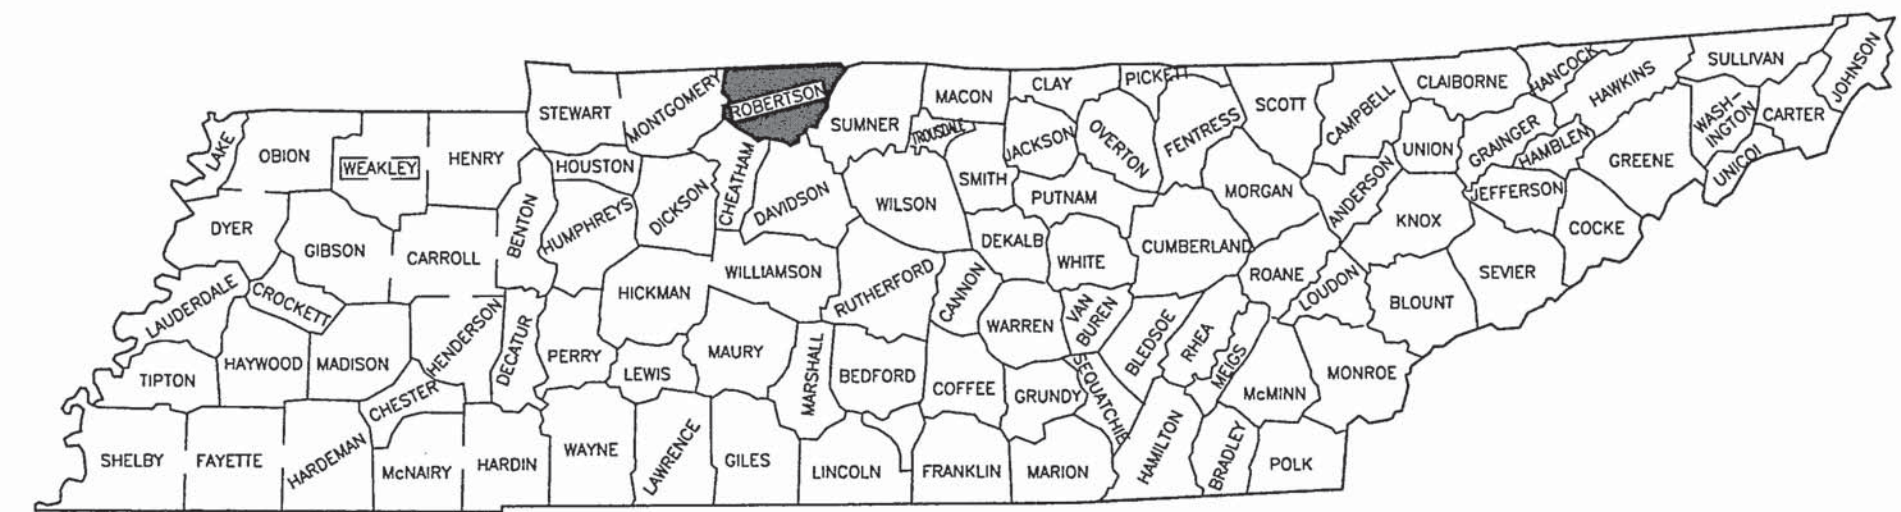 LAKE
OBION
WEAKLEY
HENRY
STEWART
MONTGOMERY
ROBERTSON
SUMNER
MACON
TROUSDALE
CLAY
PICKETT
JACKSON
OVERTON
FENTRESS
SCOTT
CAMPBELL
CLAIBORNE
HANCOCK
HAWKINS
SULLIVAN
JOHNSON
UNION
GRAINGER
HAMBLEN
GREENE
WASH-
INGTON
CARTER
UNICOI
DYER
GIBSON
CARROLL
BENTON
HOUSTON
HUMPHREYS
DICKSON
CHEATHAM
DAVIDSON
WILSON
SMITH
PUTNAM
DEKALB
WHITE
CUMBERLAND
MORGAN
ANDERSON
KNOX
JEFFERSON
COCKE
SEVIER
LAUDERDALE
CROCKETT
HICKMAN
WILLIAMSON
RUTHERFORD
CANNON
WARREN
VAN
BUREN
BLEDSOE
RHEA
MEIGS
ROANE
LOUDON
BLOUNT
TIPTON
HAYWOOD
MADISON
HENDERSON
DECATUR
PERRY
LEWIS
MAURY
MARSHALL
BEDFORD
COFFEE
GRUNDY
SEQUATCHIE
McMINN
MONROE
SHELBY
FAYETTE
HARDEMAN
CHESTER
McNAIRY
HARDIN
WAYNE
LAWRENCE
GILES
LINCOLN
FRANKLIN
MARION
HAMILTON
BRADLEY
POLK